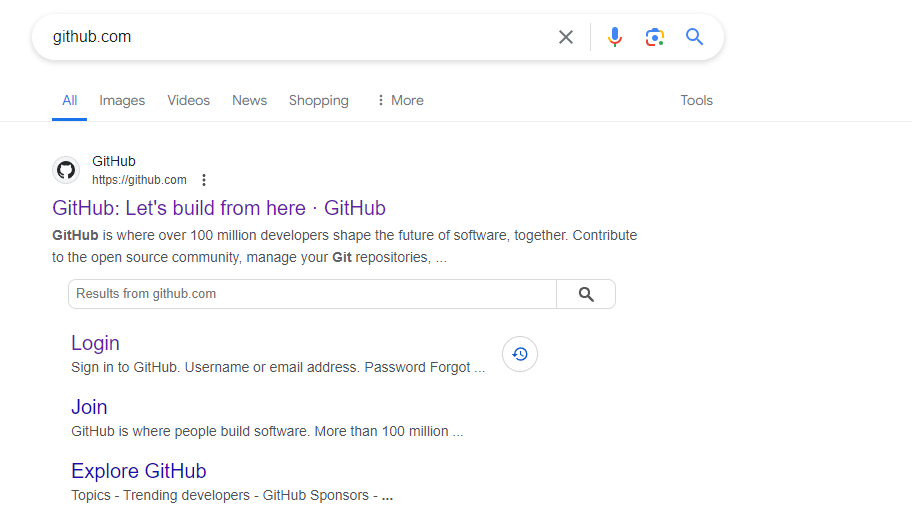 github.com
All Images Videos News Shopping More Tools
GitHub
https://github.com
GitHub: Let's build from here · GitHub
GitHub is where over 100 million developers shape the future of software, together. Contribute
to the open source community, manage your Git repositories, ...
Results from github.com
Login
Sign in to GitHub. Username or email address. Password Forgot ...
Join
GitHub is where people build software. More than 100 million ...
Explore GitHub
Topics - Trending developers - GitHub Sponsors - ...